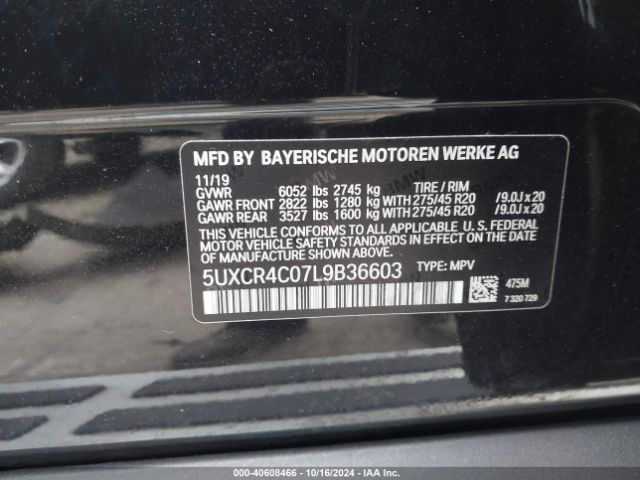 MFD BY BAYERISCHE MOTOREN WERKE AG
11/19
GVWR 6052 lbs 2745 kg TIRE / RIM
GAWR FRONT 2822 lbs 1280 kg WITH 275/45 R20 /9.0J x 20
GAWR REAR 3527 lbs 1600 kg WITH 275/45 R20 /9.0J x 20
THIS VEHICLE CONFORMS TO ALL APPLICABLE U.S. FEDERAL
MOTOR VEHICLE SAFETY STANDARDS IN EFFECT ON THE DATE
OF MANUFACTURE SHOWN ABOVE.
5UXCR4C07L9B36603 TYPE: MPV
475M
7 320 729
000-40608466 - 10/16/2024 - IAA Inc.